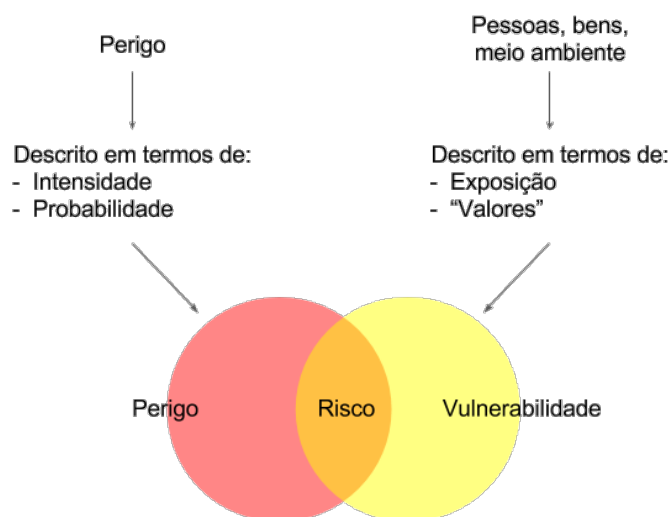 Perigo
Pessoas, bens,
meio ambiente
Descrito em termos de:
- Intensidade
- Probabilidade
Descrito em termos de:
- Exposição
- “Valores”
Perigo
Risco
Vulnerabilidade